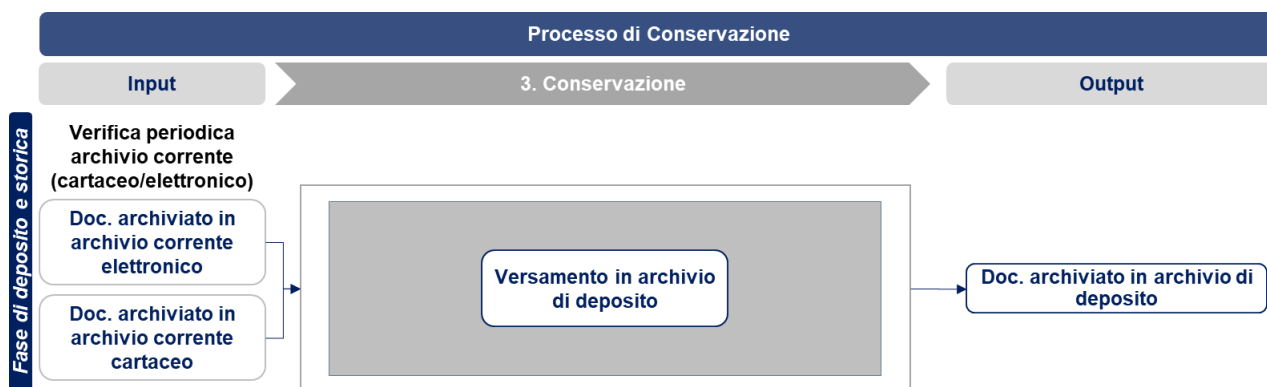 Processo di Conservazione
Input
3. Conservazione
Output
Fase di deposito e storica
Verifica periodica
archivio corrente
(cartaceo/elettronico)
Doc. archiviato in
archivio corrente
elettronico
Doc. archiviato in
archivio corrente
cartaceo
Versamento in archivio
di deposito
Doc. archiviato in archivio di
deposito